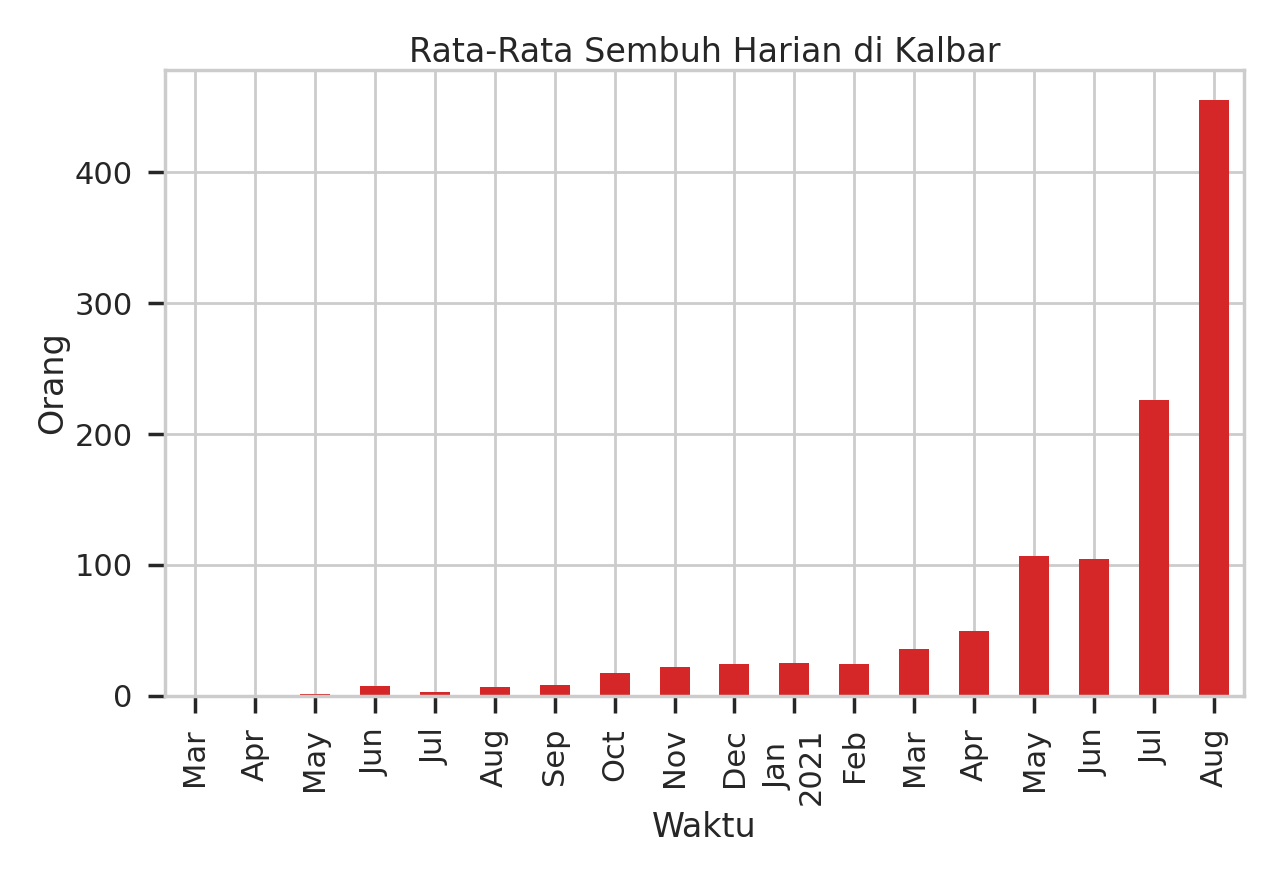 Rata-Rata Sembuh Harian di Kalbar
Orang
400
300
200
100
0
Mar
Apr
May
Jun
Jul
Aug
Sep
Oct
Nov
Dec
Jan
2021
Feb
Mar
Apr
May
Jun
Jul
Aug
Waktu